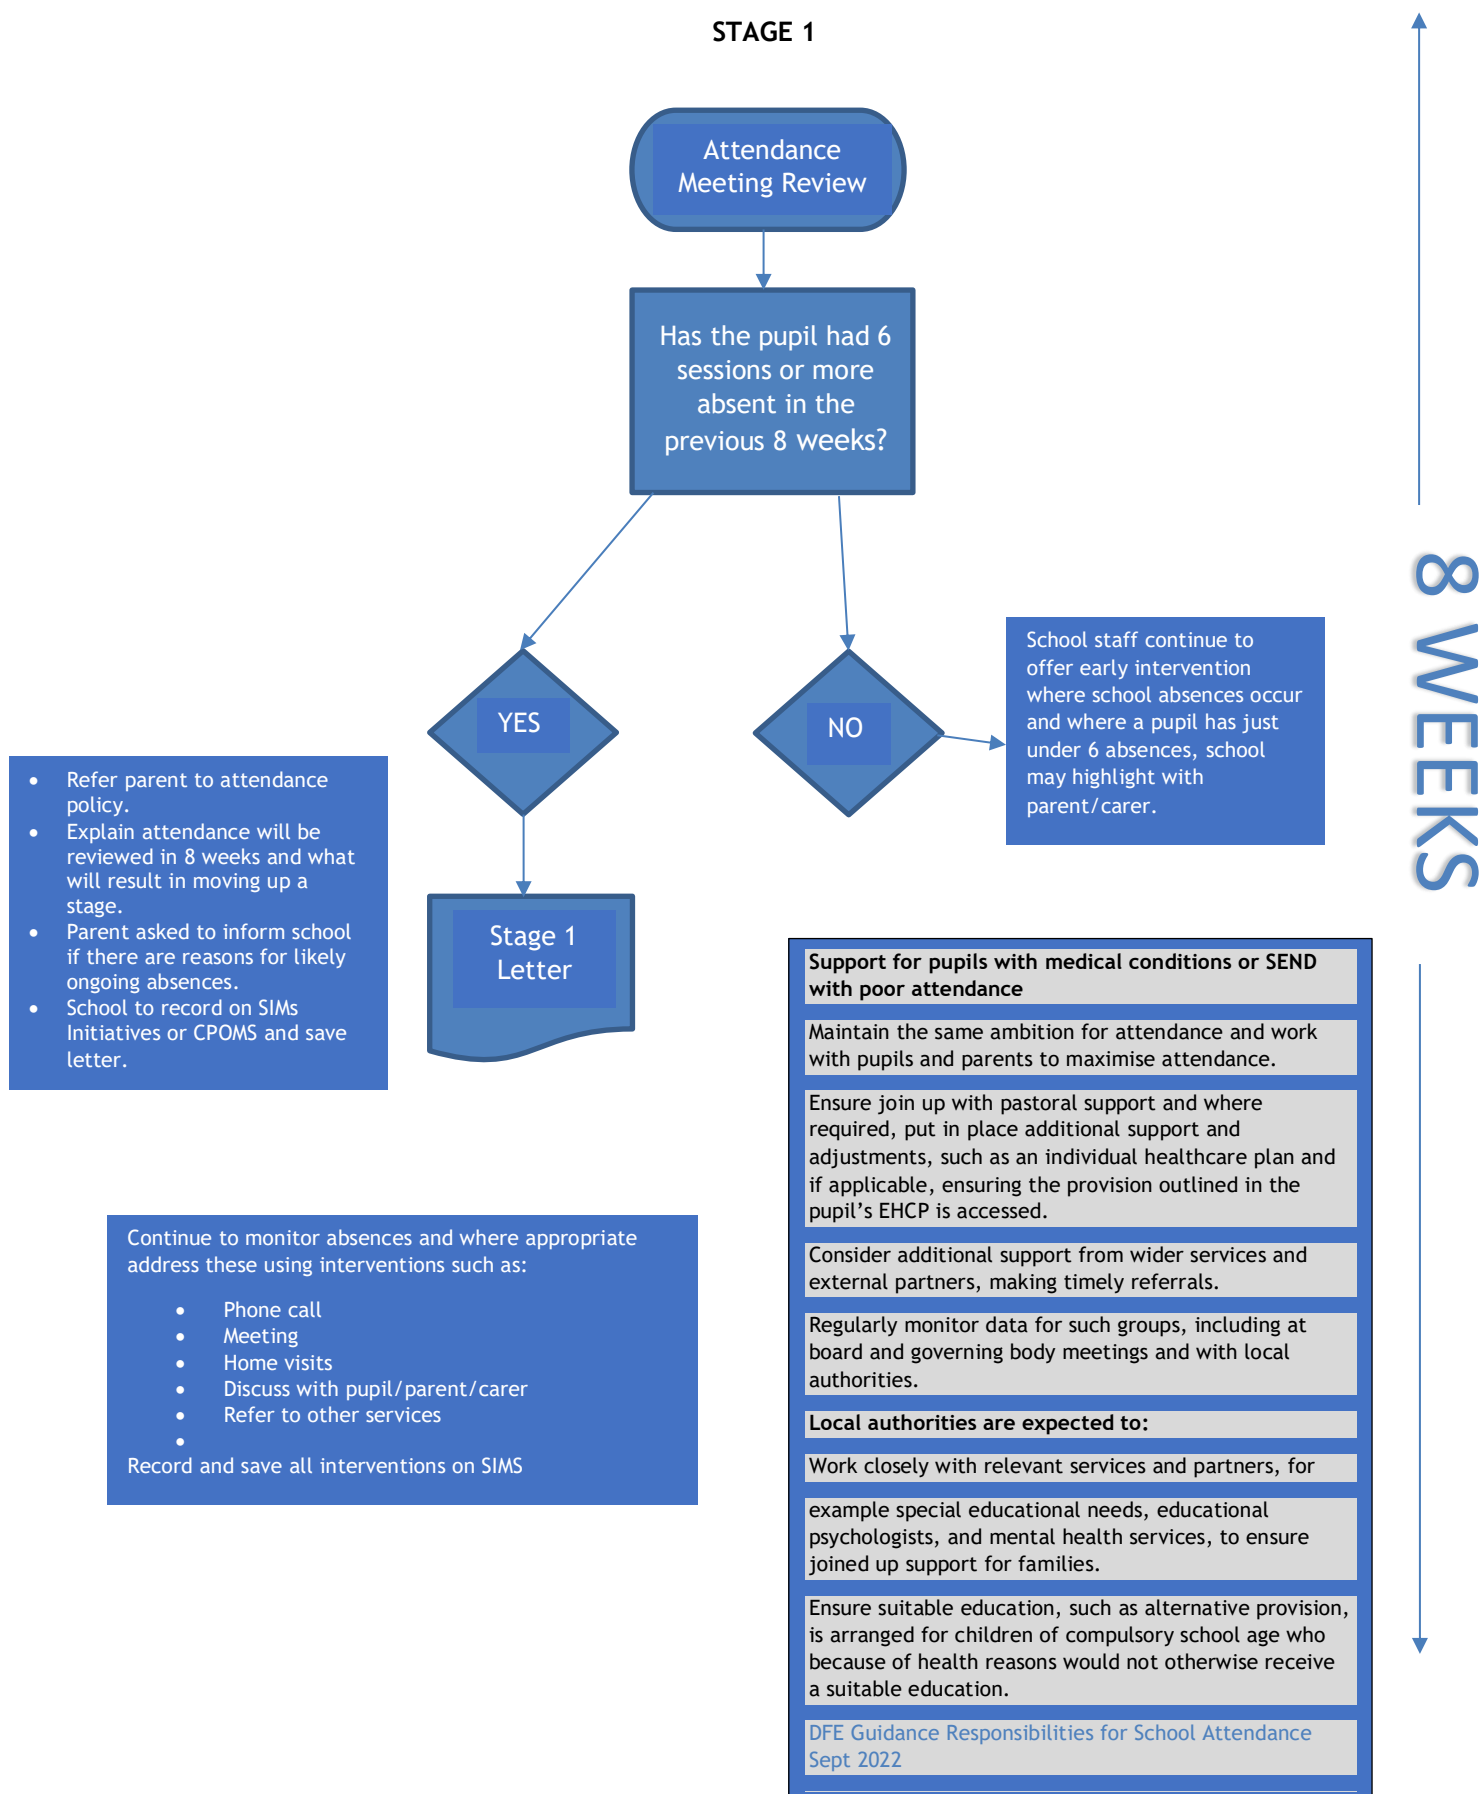 STAGE 1
Attendance
Meeting Review
Has the pupil had 6
sessions or more
absent in the
previous 8 weeks?
YES
NO
School staff continue to
offer early intervention
where school absences occur
and where a pupil has just
under 6 absences, school
may highlight with
parent/carer.
8 WEEKS
• Refer parent to attendance
policy.
• Explain attendance will be
reviewed in 8 weeks and what
will result in moving up a
stage.
• Parent asked to inform school
if there are reasons for likely
ongoing absences.
• School to record on SIMs
Initiatives or CPOMS and save
letter.
Stage 1
Letter
Continue to monitor absences and where appropriate
address these using interventions such as:
• Phone call
• Meeting
• Home visits
• Discuss with pupil/parent/carer
• Refer to other services
•
Record and save all interventions on SIMS
Support for pupils with medical conditions or SEND
with poor attendance
Maintain the same ambition for attendance and work
with pupils and parents to maximise attendance.
Ensure join up with pastoral support and where
required, put in place additional support and
adjustments, such as an individual healthcare plan and
if applicable, ensuring the provision outlined in the
pupil’s EHCP is accessed.
Consider additional support from wider services and
external partners, making timely referrals.
Regularly monitor data for such groups, including at
board and governing body meetings and with local
authorities.
Local authorities are expected to:
Work closely with relevant services and partners, for
example special educational needs, educational
psychologists, and mental health services, to ensure
joined up support for families.
Ensure suitable education, such as alternative provision,
is arranged for children of compulsory school age who
because of health reasons would not otherwise receive
a suitable education.
DFE Guidance Responsibilities for School Attendance
Sept 2022